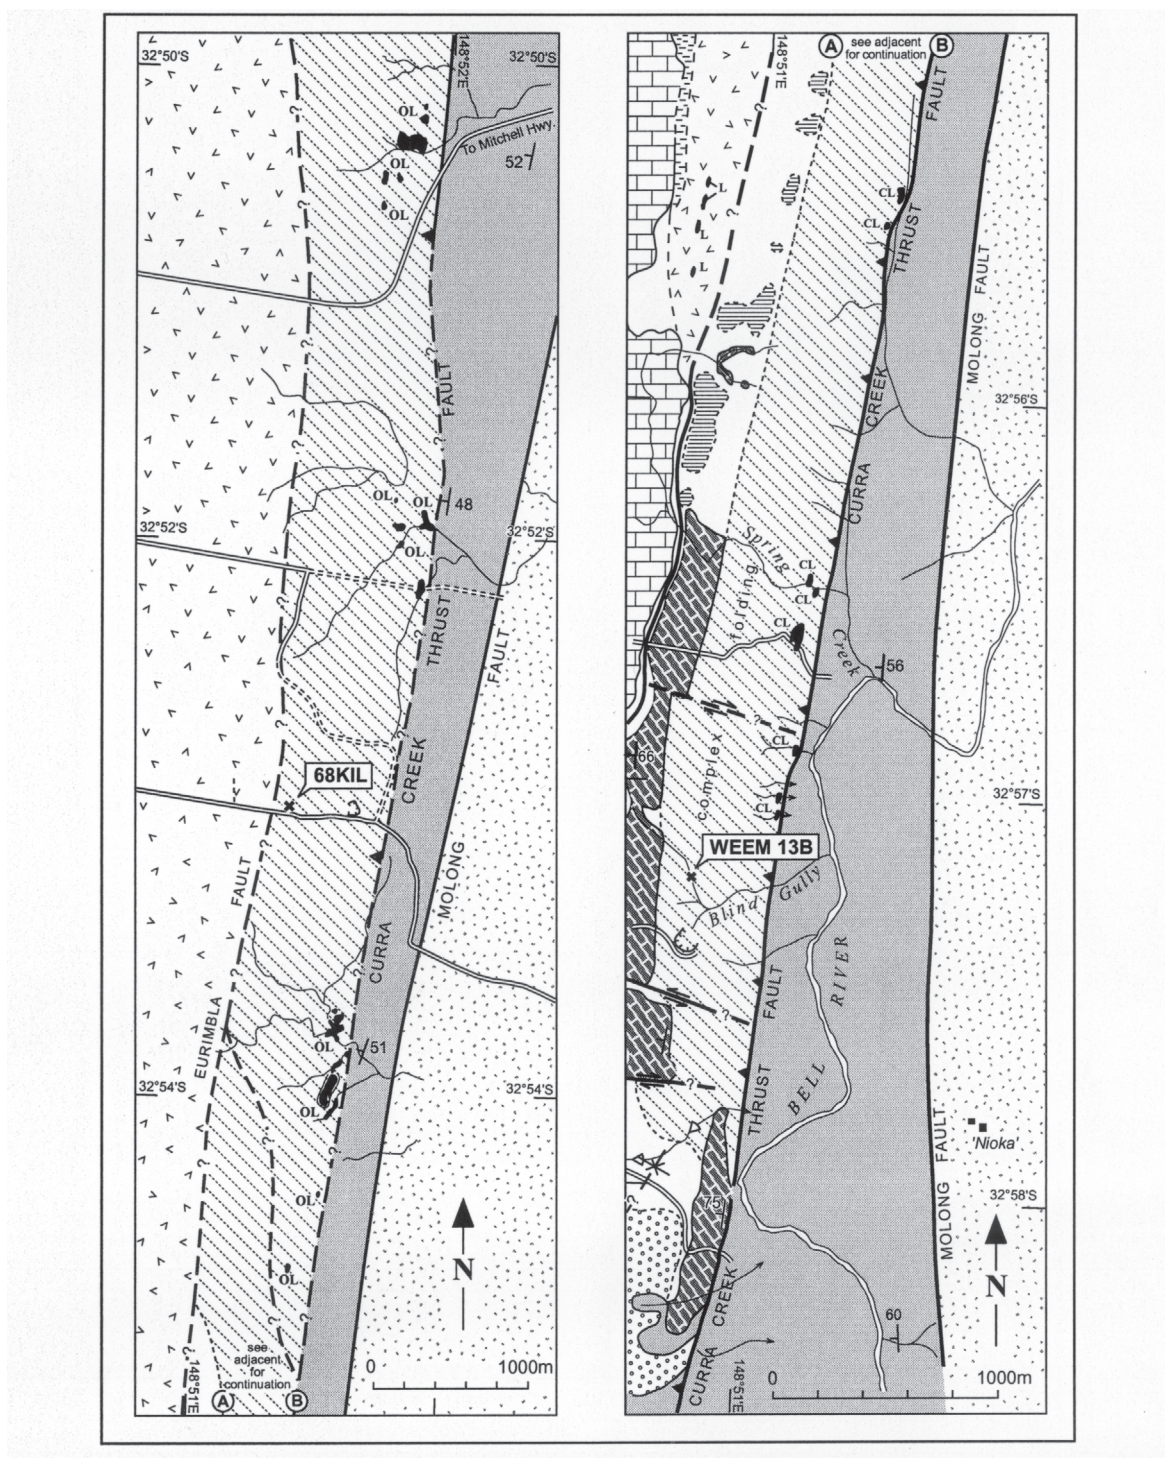 32°50'S
148°52'E
32°50'S
OL
To Mitchell Hwy.
52
OL
OL
?
?
?
FAULT
?
?
OL
OL
48
32°52'S
32°52'S
OL
?
THRUST
?
FAULT
?
?
CREEK
68KIL
MOLONG
FAULT
CURRA
?
?
EURIMBLA
OL
51
32°54'S
32°54'S
OL
?
?
?
OL
OL
N
?
?
see
adjacent
for
continuation
?
148°51'E
A
B
0
1000m
148°51'E
A
see adjacent
for continuation
B
FAULT
?
L
CL
?
CL
L
THRUST
L
MOLONG FAULT
32°56'S
CREEK
CURRA
Spring
folding
CL
CL
CL
Creek
56
?
complex
CL
66
CL
32°57'S
WEEM 13B
Blind Gully
RIVER
FAULT
?
BELL
THRUST
?
'Nioka'
MOLONG FAULT
32°58'S
?
75
N
CREEK
60
CURRA
148°51'E
0
1000m